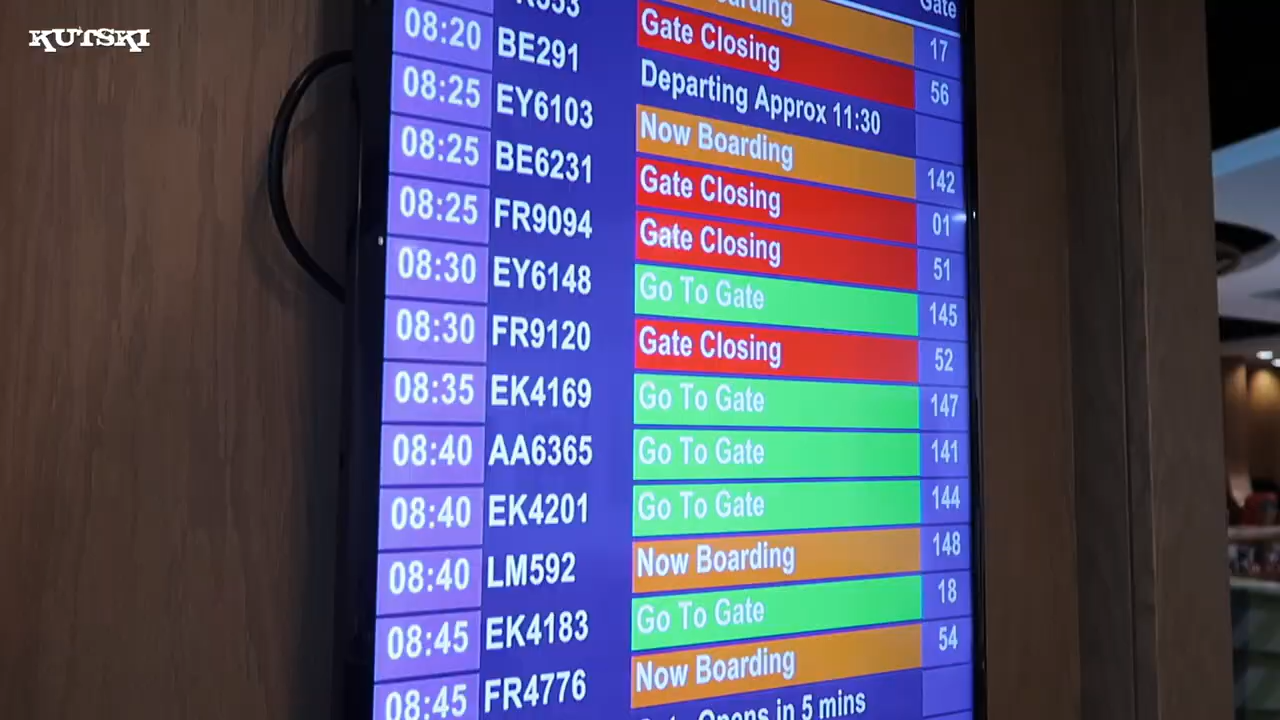 KUTSKI
Gate
Boarding 17
Gate Closing 56
08:20 BE291 Departing Approx 11:30
08:25 EY6103 Now Boarding 142
08:25 BE6231 Gate Closing 01
08:25 FR9094 Gate Closing 51
08:30 EY6148 Go To Gate 145
08:30 FR9120 Gate Closing 52
08:35 EK4169 Go To Gate 147
08:40 AA6365 Go To Gate 141
08:40 EK4201 Go To Gate 144
08:40 LM592 Now Boarding 148
08:45 EK4183 Go To Gate 18
08:45 FR4776 Now Boarding 54
Opens in 5 mins